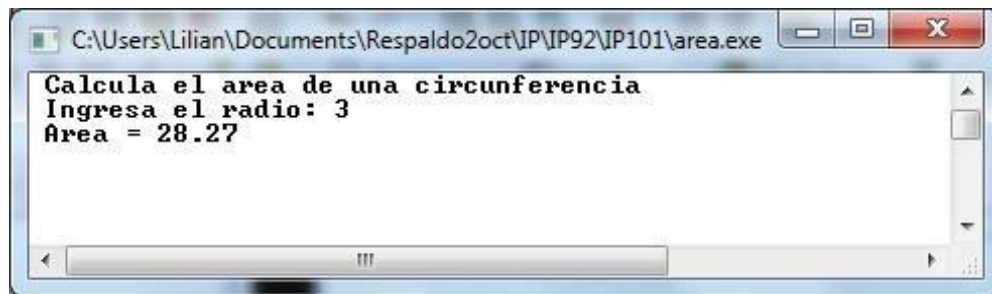 C:\Users\Lilian\Documents\Respaldo2oct\IP\IP92\IP101\area.exe
Calcula el area de una circunferencia
Ingresa el radio: 3
Area = 28.27